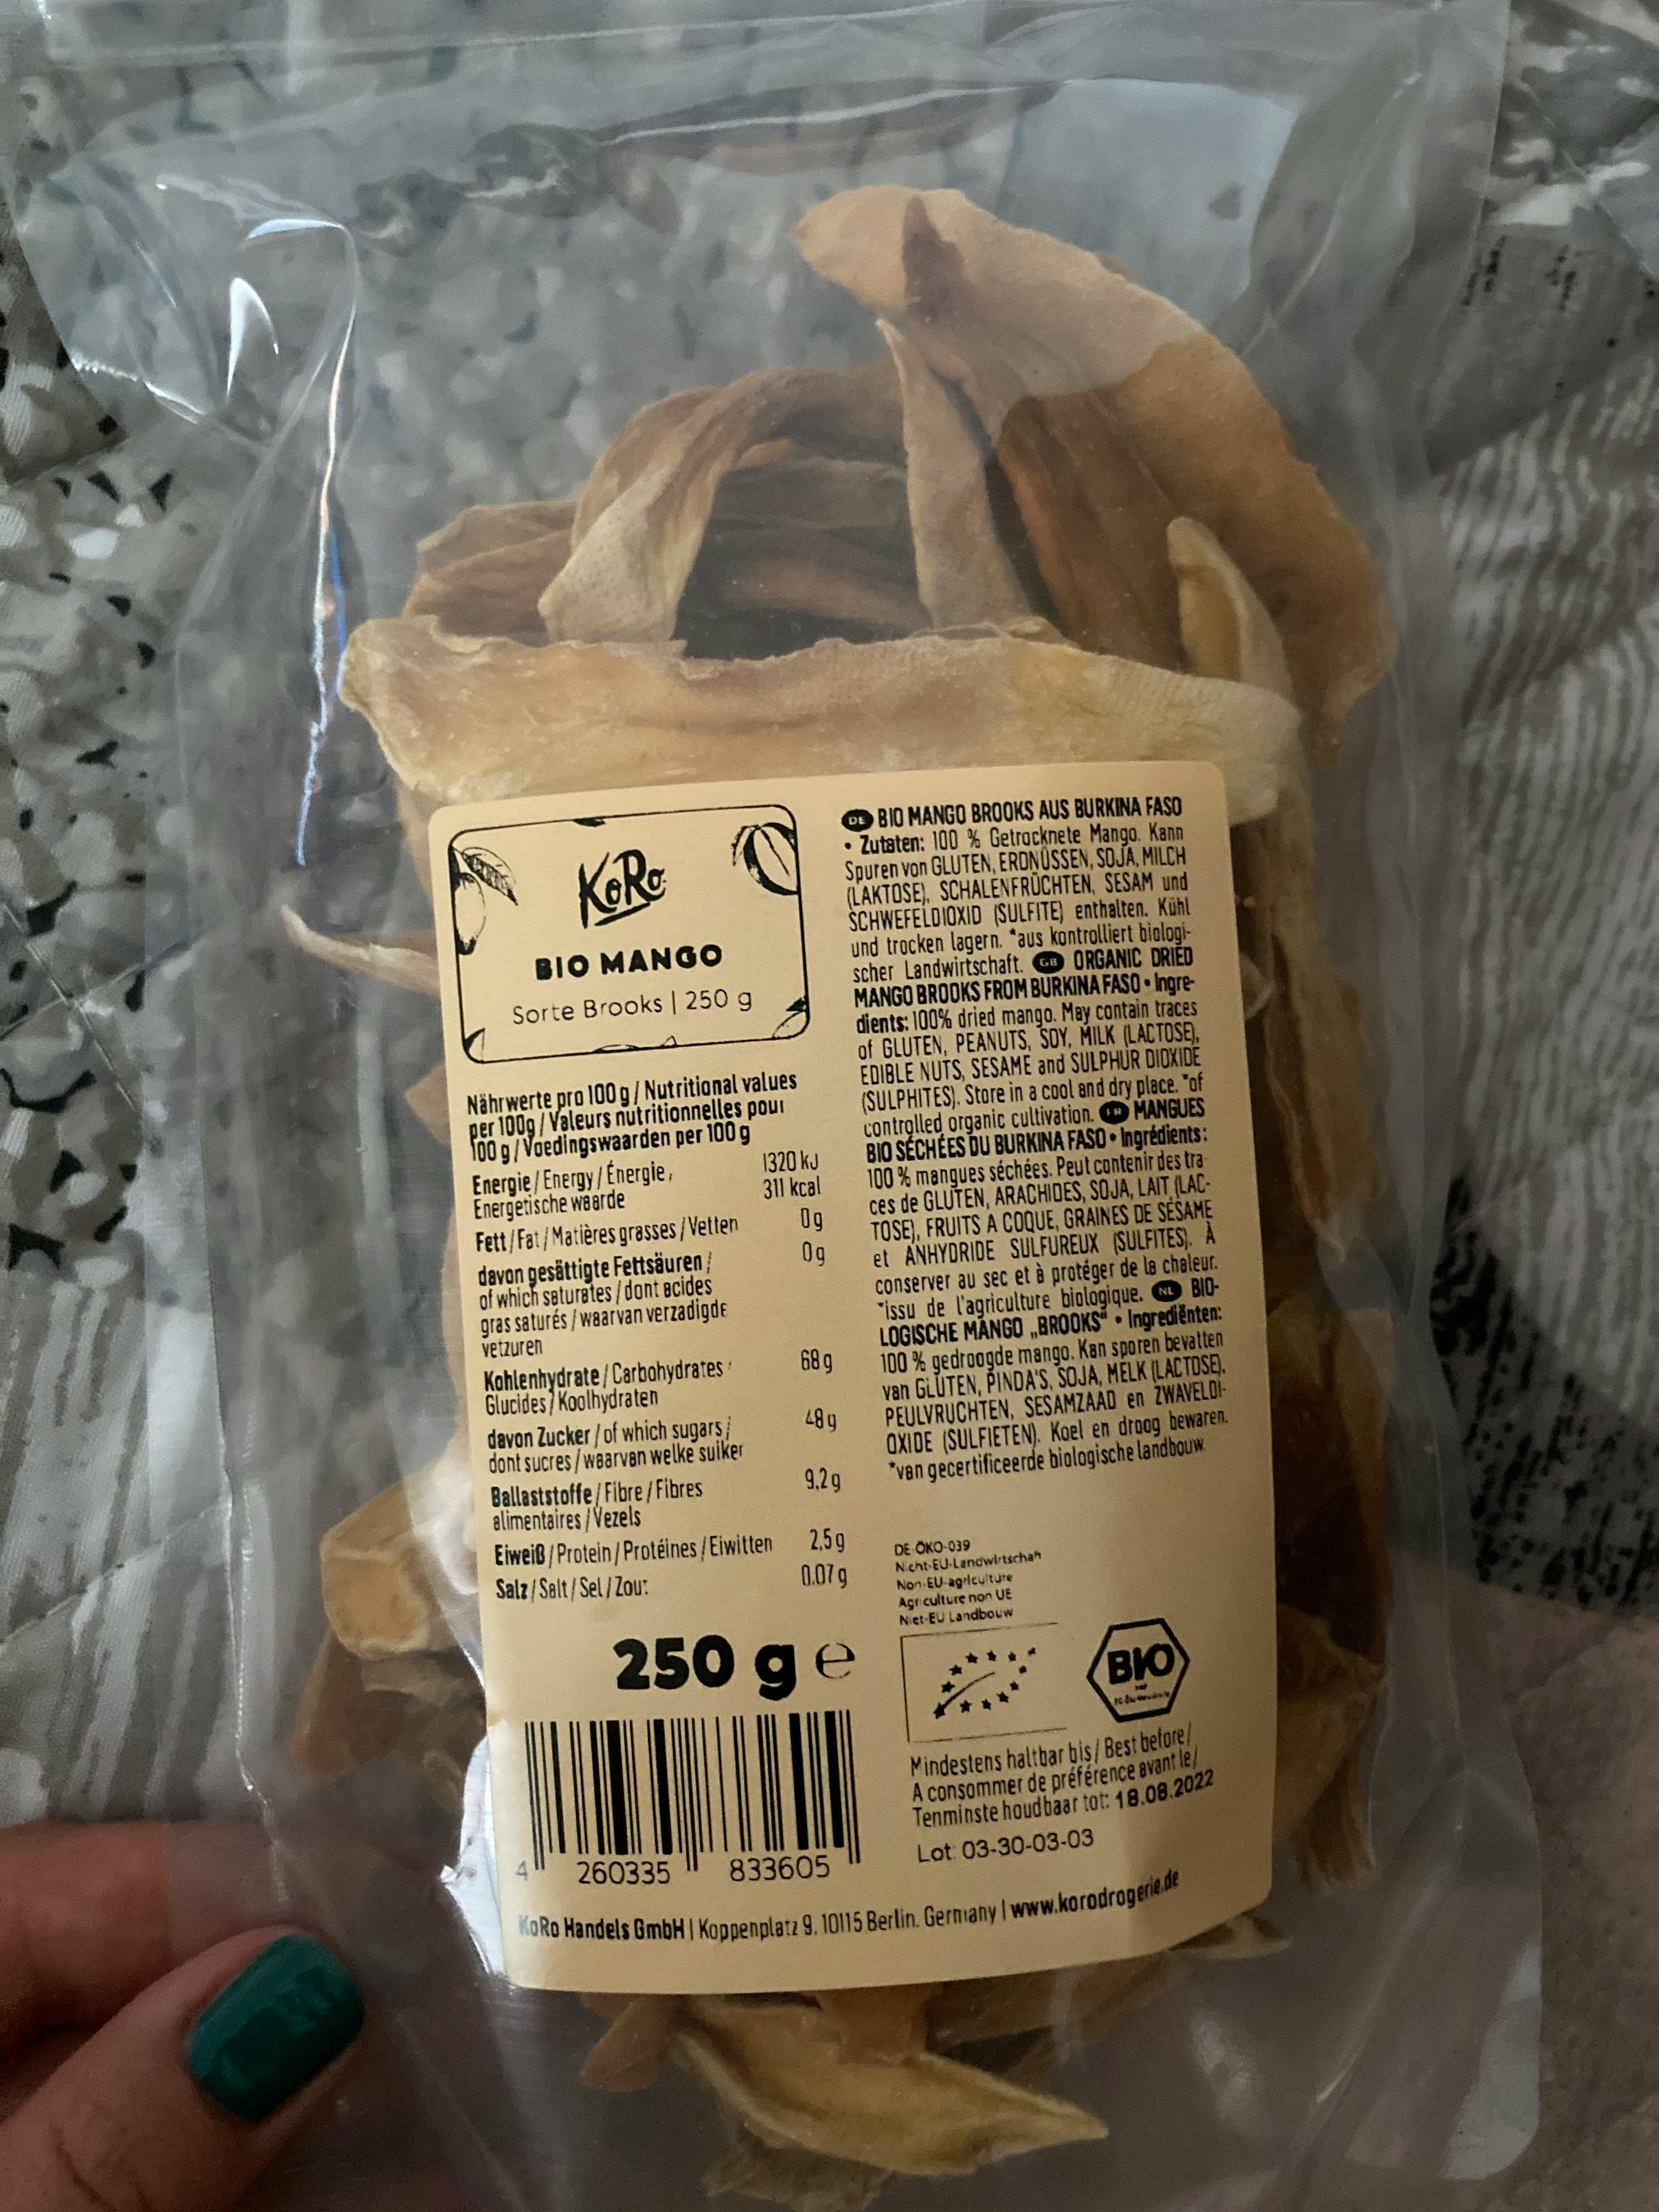 KoRo
BIO MANGO
Sorte Brooks | 250 g
Nährwerte pro 100 g / Nutritional values
per 100g / Valeurs nutritionnelles pour
100 g / Voedingswaarden per 100 g
Energie / Energy / Énergie, 1320 kJ
Energetische waarde 311 kcal
Fett / Fat / Matières grasses / Vetten 0g
davon gesättigte Fettsäuren / 0g
of which saturates / dont acides
gras saturés / waarvan verzadigde
vetzuren
Kohlenhydrate / Carbohydrates / 68g
Glucides / Koolhydraten
davon Zucker / of which sugars / 48g
dont sucres / waarvan welke suiker
Ballaststoffe / Fibre / Fibres 9,2g
alimentaires / Vezels
Eiweiß / Protein / Protéines / Eiwitten 2,5g
Salz / Salt / Sel / Zout 0.07g
250 g e
4 260335 833605
DE BIO MANGO BROOKS AUS BURKINA FASO
• Zutaten: 100 % Getrocknete Mango. Kann
Spuren von GLUTEN, ERDNÜSSEN, SOJA, MILCH
(LAKTOSE), SCHALENFRÜCHTEN, SESAM und
SCHWEFELDIOXID (SULFITE) enthalten. Kühl
und trocken lagern. *aus kontrolliert biologi-
scher Landwirtschaft. GB ORGANIC DRIED
MANGO BROOKS FROM BURKINA FASO • Ingre-
dients: 100% dried mango. May contain traces
of GLUTEN, PEANUTS, SOY, MILK (LACTOSE),
EDIBLE NUTS, SESAME and SULPHUR DIOXIDE
(SULPHITES). Store in a cool and dry place. *of
controlled organic cultivation. FR MANGUES
BIO SÉCHÉES DU BURKINA FASO • Ingrédients:
100 % mangues séchées. Peut contenir des tra-
ces de GLUTEN, ARACHIDES, SOJA, LAIT (LAC-
TOSE), FRUITS A COQUE, GRAINES DE SÉSAME
et ANHYDRIDE SULFUREUX (SULFITES). À
conserver au sec et à protéger de la chaleur.
*issu de l'agriculture biologique. NL BIO-
LOGISCHE MANGO „BROOKS“ • Ingrediënten:
100 % gedroogde mango. Kan sporen bevatten
van GLUTEN, PINDA'S, SOJA, MELK (LACTOSE),
PEULVRUCHTEN, SESAMZAAD en ZWAVELDI-
OXIDE (SULFIETEN). Koel en droog bewaren.
*van gecertificeerde biologische landbouw.
DE-ÖKO-039
Nicht-EU-Landwirtschaft
Non-EU-agriculture
Agriculture non UE
Niet-EU Landbouw
BIO
Mindestens haltbar bis / Best before /
A consommer de préférence avant le /
Tenminste houdbaar tot: 18.08.2022
Lot: 03-30-03-03
KoRo Handels GmbH | Koppenplatz 9, 10115 Berlin. Germany | www.korodrogerie.de